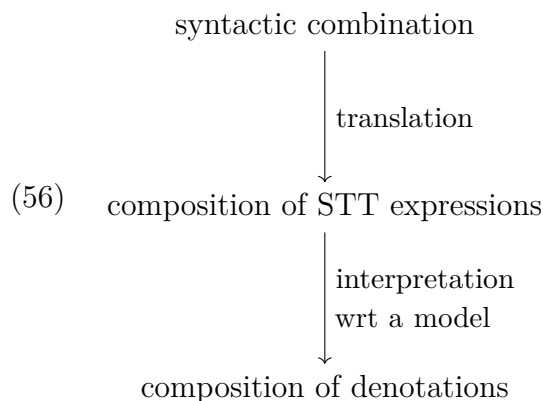 syntactic combination
translation
(56) composition of STT expressions
interpretation
wrt a model
composition of denotations